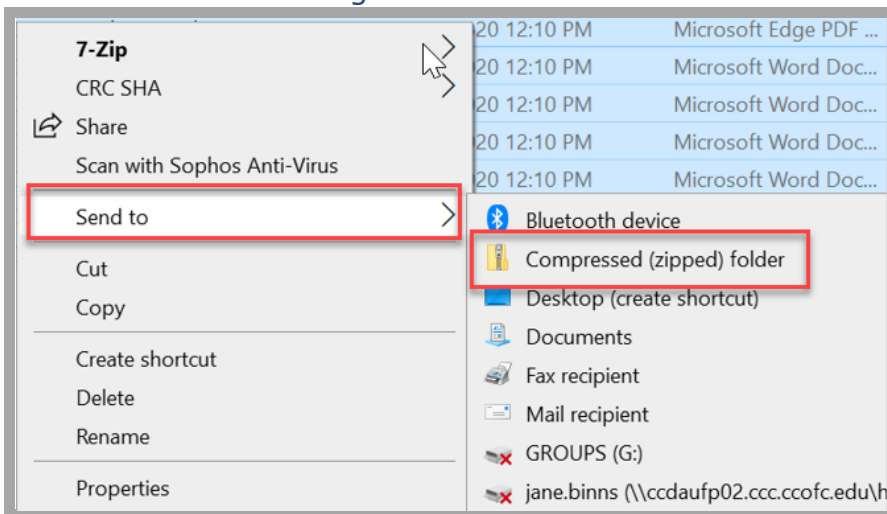 7-Zip
CRC SHA
Share
Scan with Sophos Anti-Virus
Send to
Cut
Copy
Create shortcut
Delete
Rename
Properties
20 12:10 PM Microsoft Edge PDF ...
20 12:10 PM Microsoft Word Doc...
20 12:10 PM Microsoft Word Doc...
20 12:10 PM Microsoft Word Doc...
20 12:10 PM Microsoft Word Doc...
Bluetooth device
Compressed (zipped) folder
Desktop (create shortcut)
Documents
Fax recipient
Mail recipient
GROUPS (G:)
jane.binns (\\ccdaufp02.ccc.ccofc.edu\h